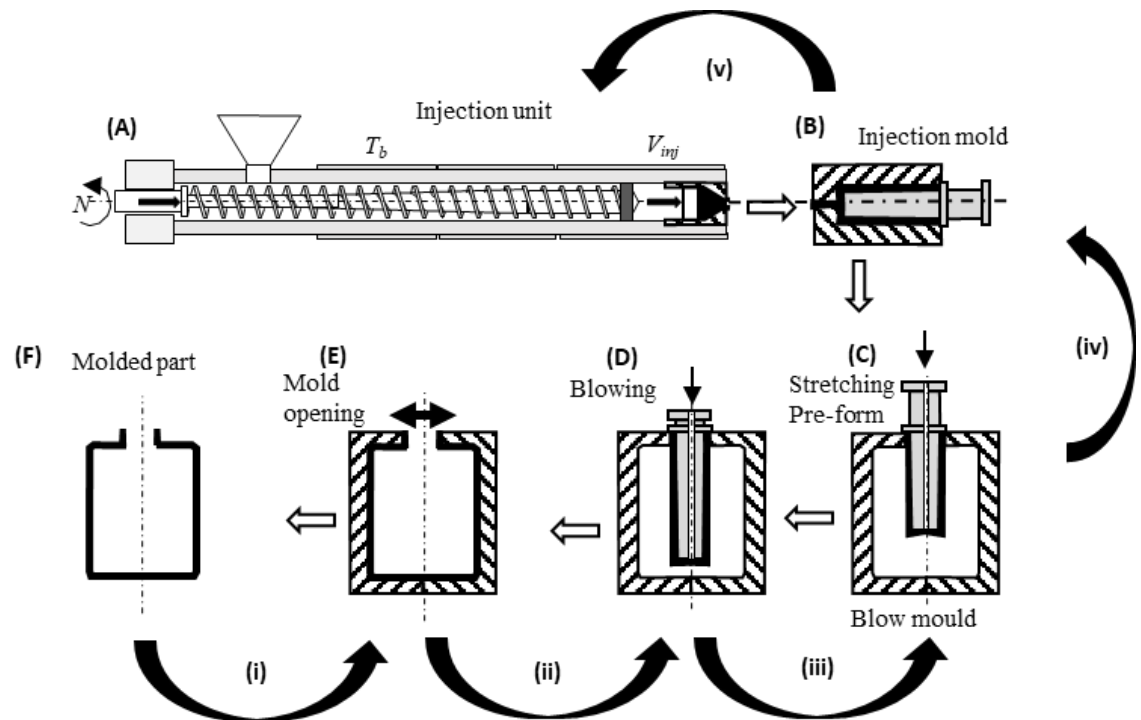 (v)
Injection unit
(A)
(B)
Injection mold
T_b
V_inj
N
(F)
Molded part
(E)
Mold
opening
(D)
Blowing
(C)
Stretching
Pre-form
(iv)
Blow mould
(i)
(ii)
(iii)